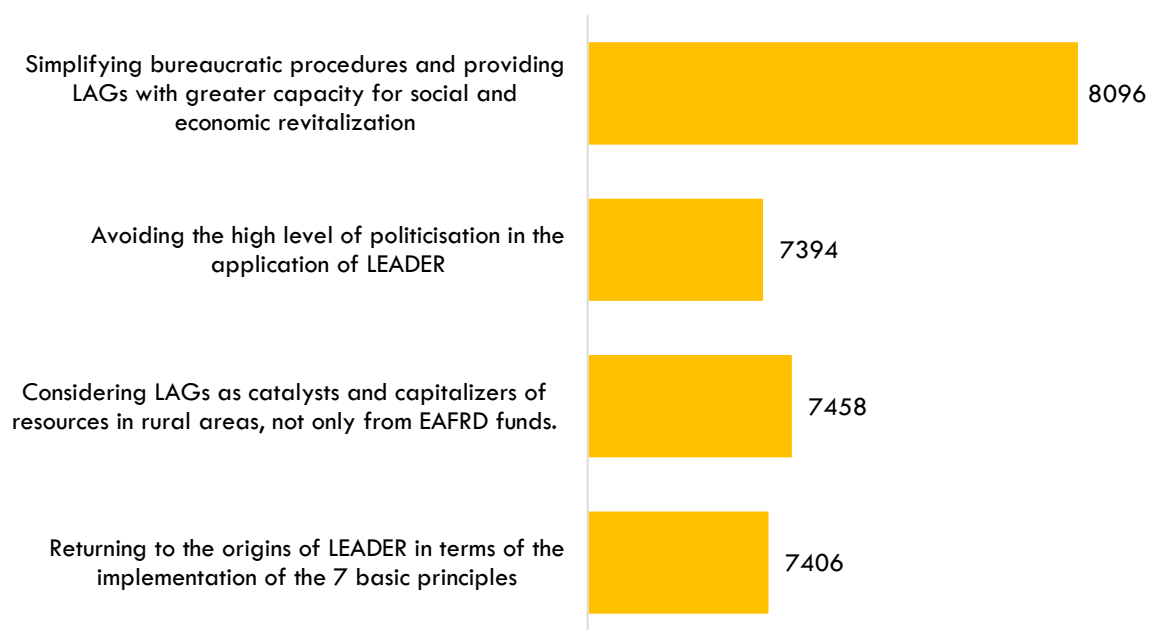 Simplifying bureaucratic procedures and providing
LAGs with greater capacity for social and
economic revitalization
8096
Avoiding the high level of politicisation in the
application of LEADER
7394
Considering LAGs as catalysts and capitalizers of
resources in rural areas, not only from EAFRD funds.
7458
Returning to the origins of LEADER in terms of the
implementation of the 7 basic principles
7406